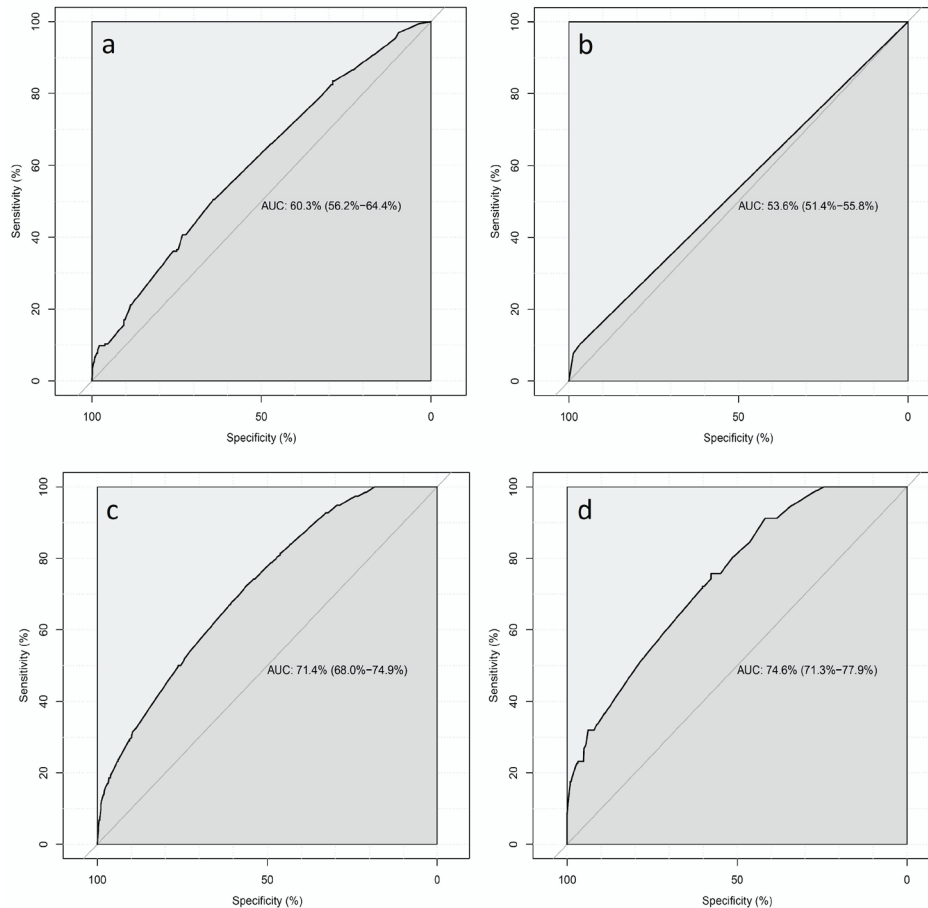 a
100
80
60
40
20
0
Sensitivity (%)
AUC: 60.3% (56.2%−64.4%)
100
50
0
Specificity (%)
b
100
80
60
40
20
0
Sensitivity (%)
AUC: 53.6% (51.4%−55.8%)
100
50
0
Specificity (%)
c
100
80
60
40
20
0
Sensitivity (%)
AUC: 71.4% (68.0%−74.9%)
100
50
0
Specificity (%)
d
100
80
60
40
20
0
Sensitivity (%)
AUC: 74.6% (71.3%−77.9%)
100
50
0
Specificity (%)